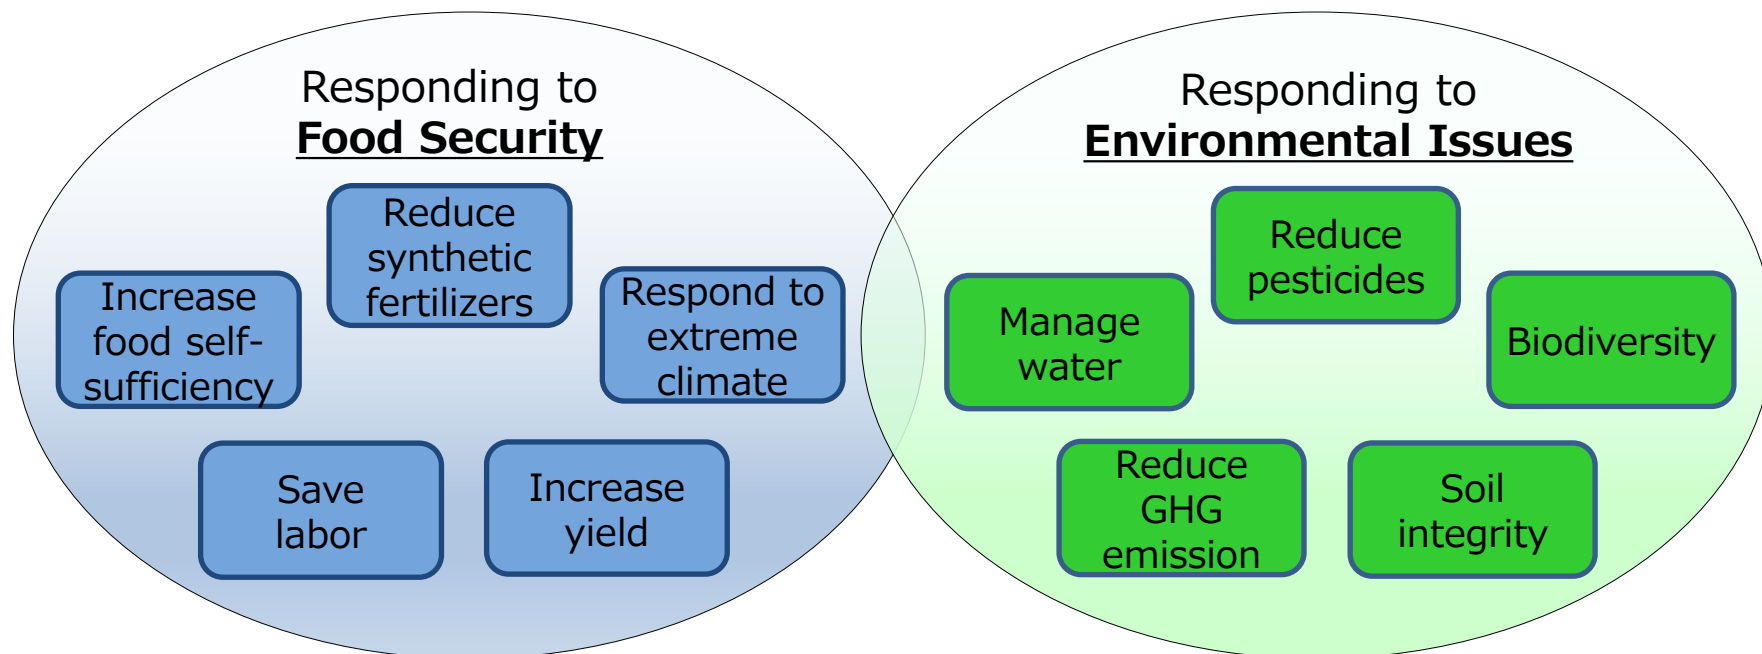 Responding to
Food Security
Reduce
synthetic
fertilizers
Increase
food self-
sufficiency
Respond to
extreme
climate
Save
labor
Increase
yield
Responding to
Environmental Issues
Reduce
pesticides
Manage
water
Biodiversity
Reduce
GHG
emission
Soil
integrity